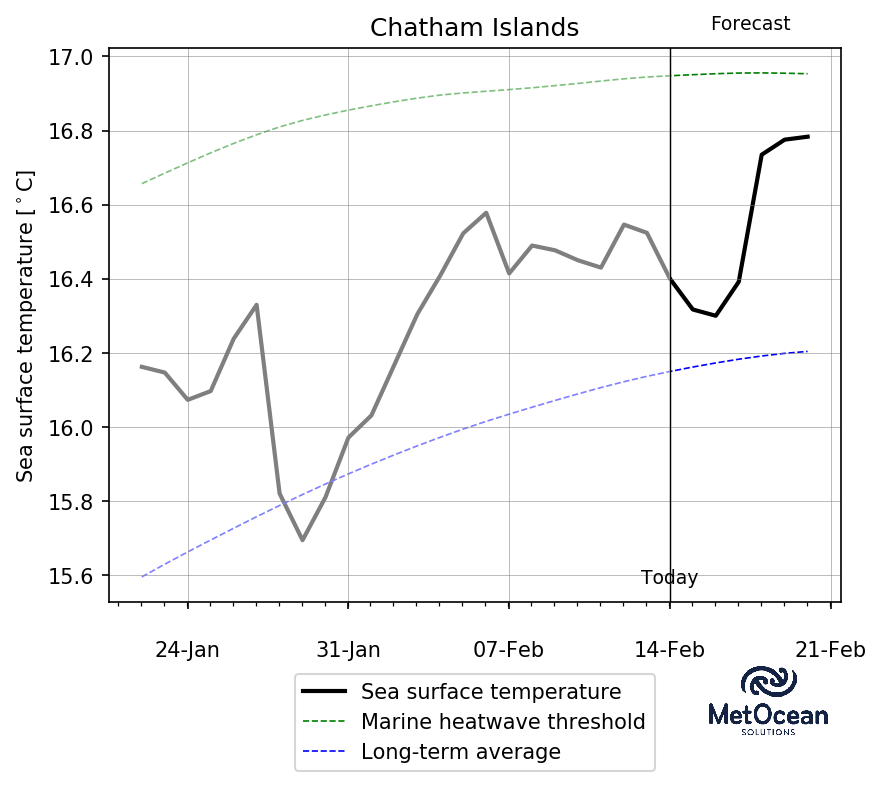 Chatham Islands
Forecast
Sea surface temperature [°C]
17.0
16.8
16.6
16.4
16.2
16.0
15.8
15.6
Today
24-Jan 31-Jan 07-Feb 14-Feb 21-Feb
Sea surface temperature
Marine heatwave threshold
Long-term average
MetOcean
SOLUTIONS